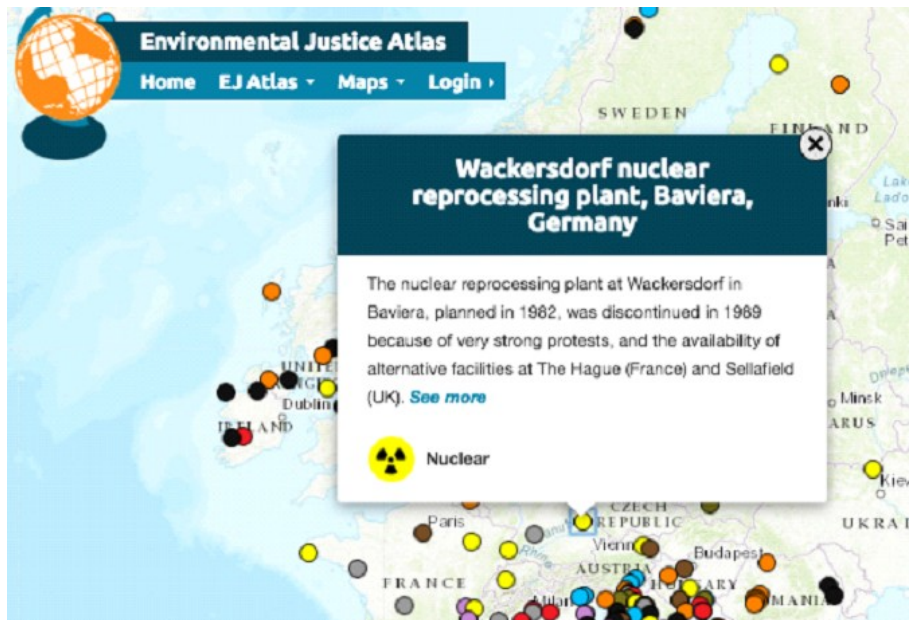 Environmental Justice Atlas
Home EJ Atlas Maps Login
SWEDEN
FINLAND
Wackersdorf nuclear
reprocessing plant, Baviera,
Germany
The nuclear reprocessing plant at Wackersdorf in
Baviera, planned in 1982, was discontinued in 1989
because of very strong protests, and the availability of
alternative facilities at The Hague (France) and Sellafield
(UK). See more
Nuclear
Dublin
IRELAND
Minsk
Paris
CZECH
REPUBLIC
Vienn
Budapest
AUSTRIA
FRANCE
Milan